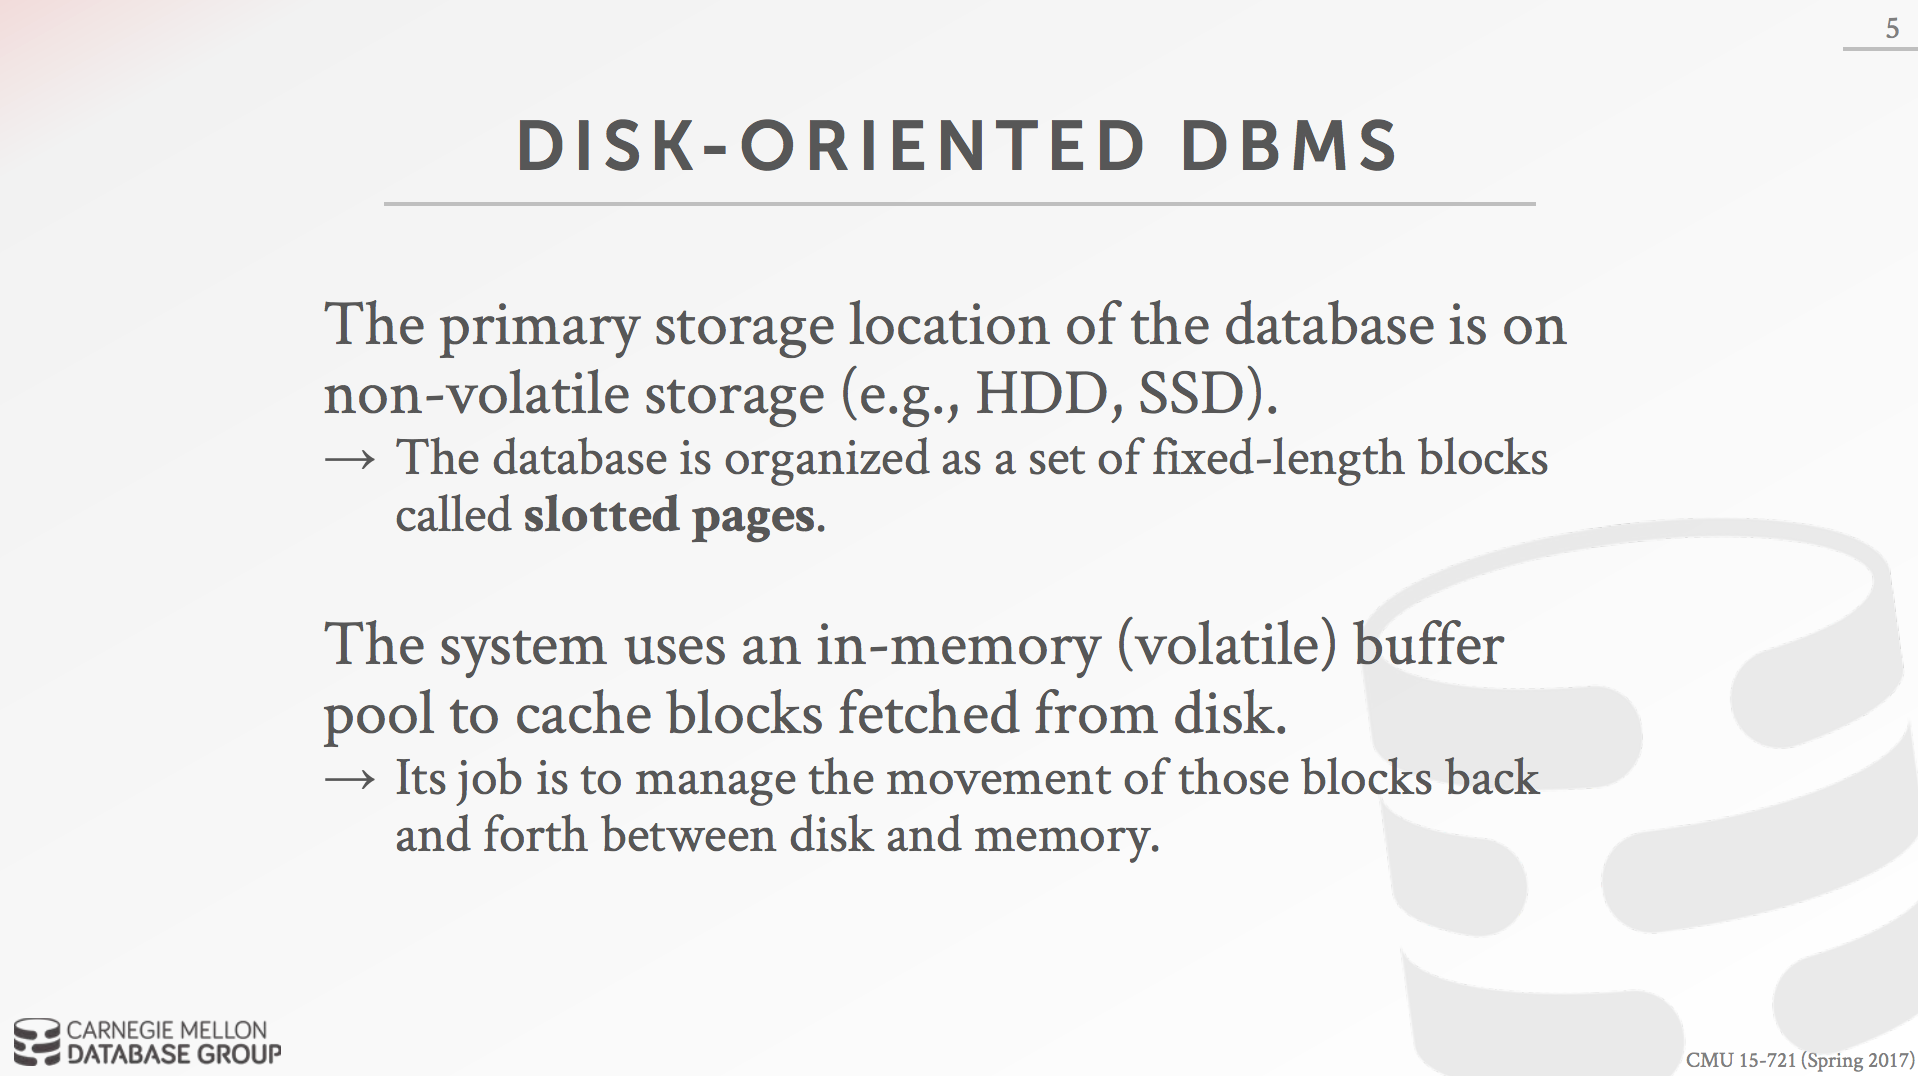 5
DISK-ORIENTED DBMS
The primary storage location of the database is on
non-volatile storage (e.g., HDD, SSD).
→ The database is organized as a set of fixed-length blocks
called slotted pages.
The system uses an in-memory (volatile) buffer
pool to cache blocks fetched from disk.
→ Its job is to manage the movement of those blocks back
and forth between disk and memory.
CARNEGIE MELLON
DATABASE GROUP
CMU 15-721 (Spring 2017)